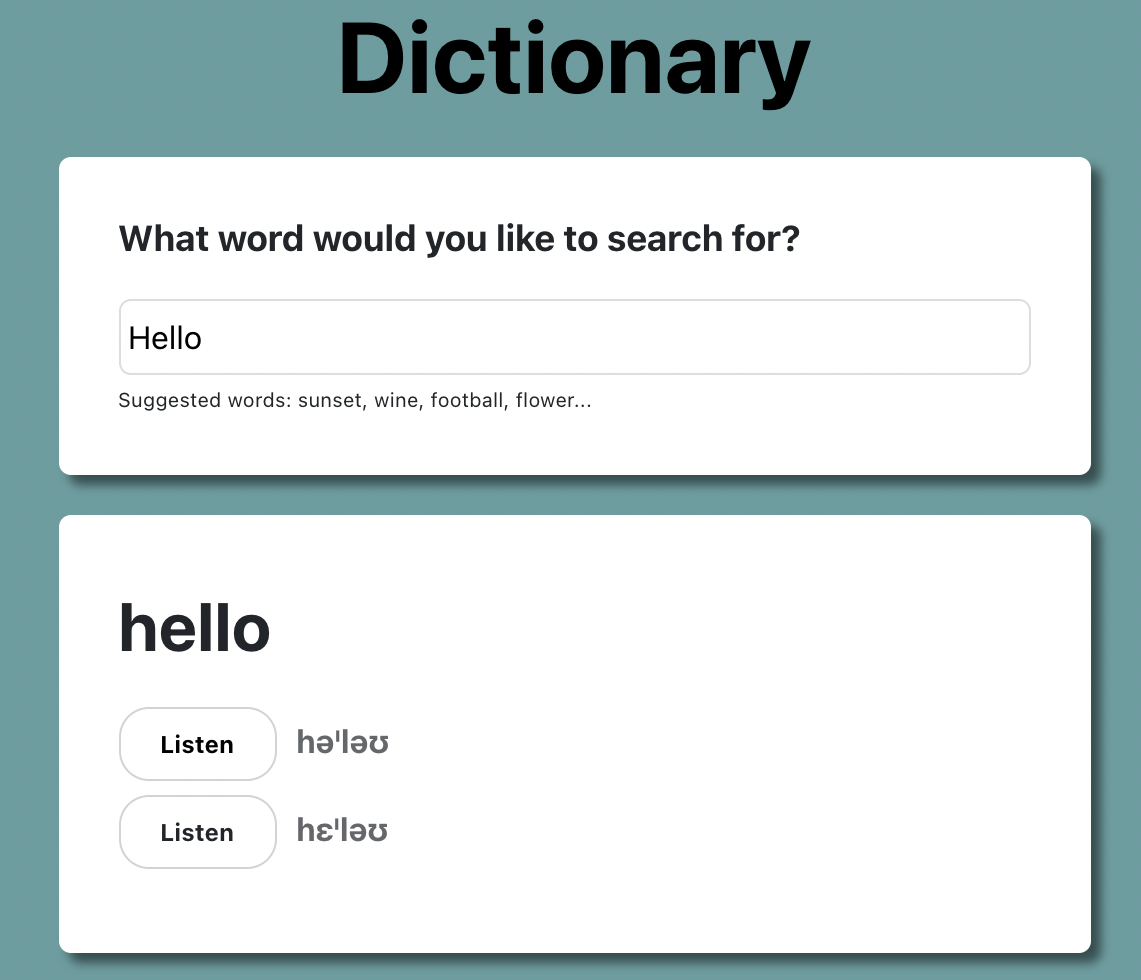 Dictionary
What word would you like to search for?
Hello
Suggested words: sunset, wine, football, flower...
hello
Listen həˈləʊ
Listen hɛˈləʊ